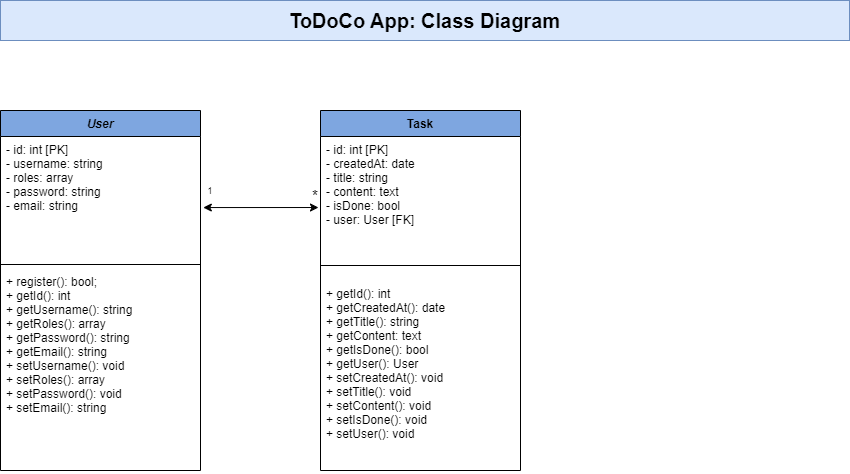 ToDoCo App: Class Diagram
User
- id: int [PK]
- username: string
- roles: array
- password: string
- email: string
+ register(): bool;
+ getId(): int
+ getUsername(): string
+ getRoles(): array
+ getPassword(): string
+ getEmail(): string
+ setUsername(): void
+ setRoles(): array
+ setPassword(): void
+ setEmail(): string
1
*
Task
- id: int [PK]
- createdAt: date
- title: string
- content: text
- isDone: bool
- user: User [FK]
+ getId(): int
+ getCreatedAt(): date
+ getTitle(): string
+ getContent: text
+ getIsDone(): bool
+ getUser(): User
+ setCreatedAt(): void
+ setTitle(): void
+ setContent(): void
+ setIsDone(): void
+ setUser(): void